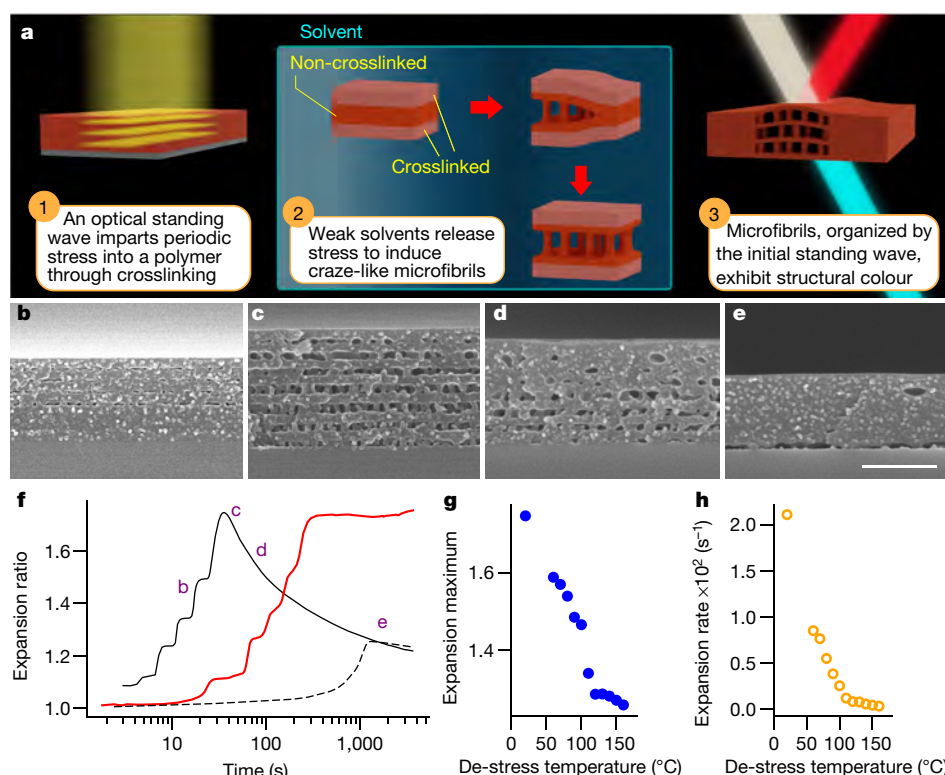 a
Solvent
Non-crosslinked
Crosslinked
1
An optical standing
wave imparts periodic
stress into a polymer
through crosslinking
2
Weak solvents release
stress to induce
craze-like microfibrils
3
Microfibrils, organized by
the initial standing wave,
exhibit structural colour
b
c
d
e
f
Expansion ratio
1.6
1.4
1.2
1.0
b
c
d
e
10
100
1,000
Time (s)
g
Expansion maximum
1.6
1.4
0
50
100
150
De-stress temperature (°C)
h
Expansion rate ×10² (s⁻¹)
2.0
1.5
1.0
0.5
0.0
0
50
100
150
De-stress temperature (°C)